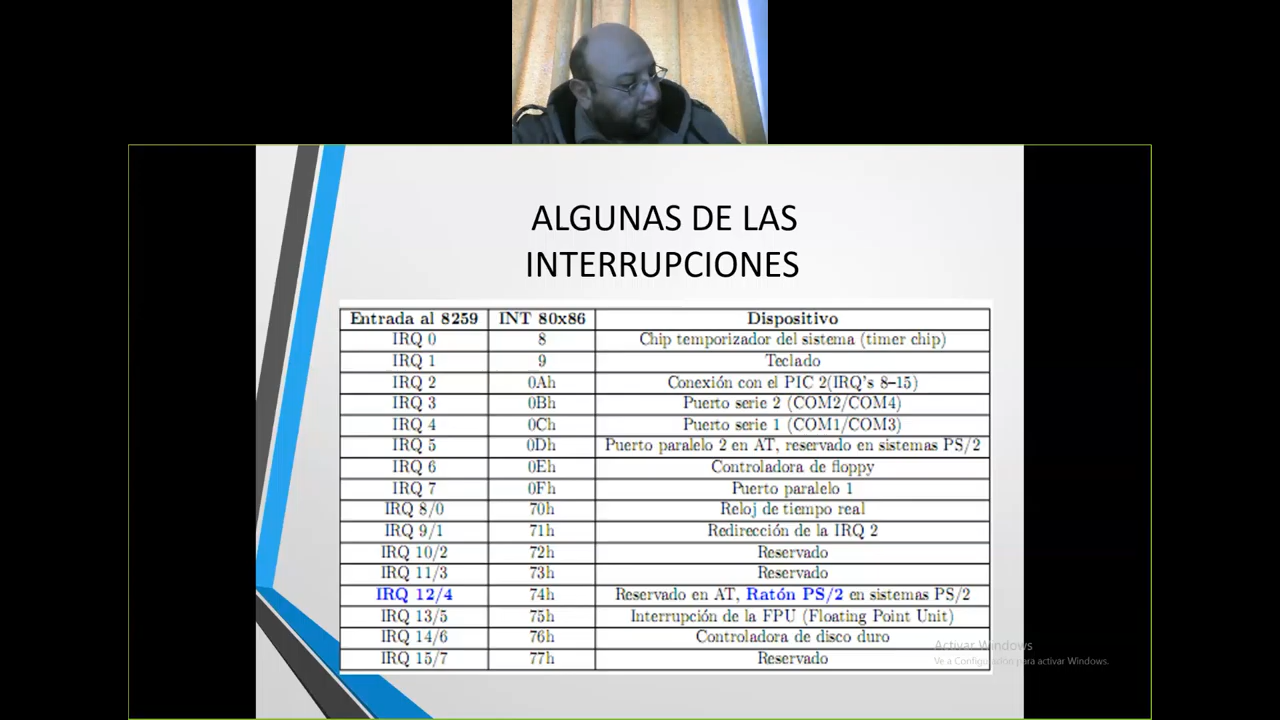 ALGUNAS DE LAS
INTERRUPCIONES
Entrada al 8259 INT 80x86 Dispositivo
IRQ 0 8 Chip temporizador del sistema (timer chip)
IRQ 1 9 Teclado
IRQ 2 0Ah Conexión con el PIC 2(IRQ's 8–15)
IRQ 3 0Bh Puerto serie 2 (COM2/COM4)
IRQ 4 0Ch Puerto serie 1 (COM1/COM3)
IRQ 5 0Dh Puerto paralelo 2 en AT, reservado en sistemas PS/2
IRQ 6 0Eh Controladora de floppy
IRQ 7 0Fh Puerto paralelo 1
IRQ 8/0 70h Reloj de tiempo real
IRQ 9/1 71h Redirección de la IRQ 2
IRQ 10/2 72h Reservado
IRQ 11/3 73h Reservado
IRQ 12/4 74h Reservado en AT, Ratón PS/2 en sistemas PS/2
IRQ 13/5 75h Interrupción de la FPU (Floating Point Unit)
IRQ 14/6 76h Controladora de disco duro
IRQ 15/7 77h Reservado
Activar Windows
Ve a Configuración para activar Windows.